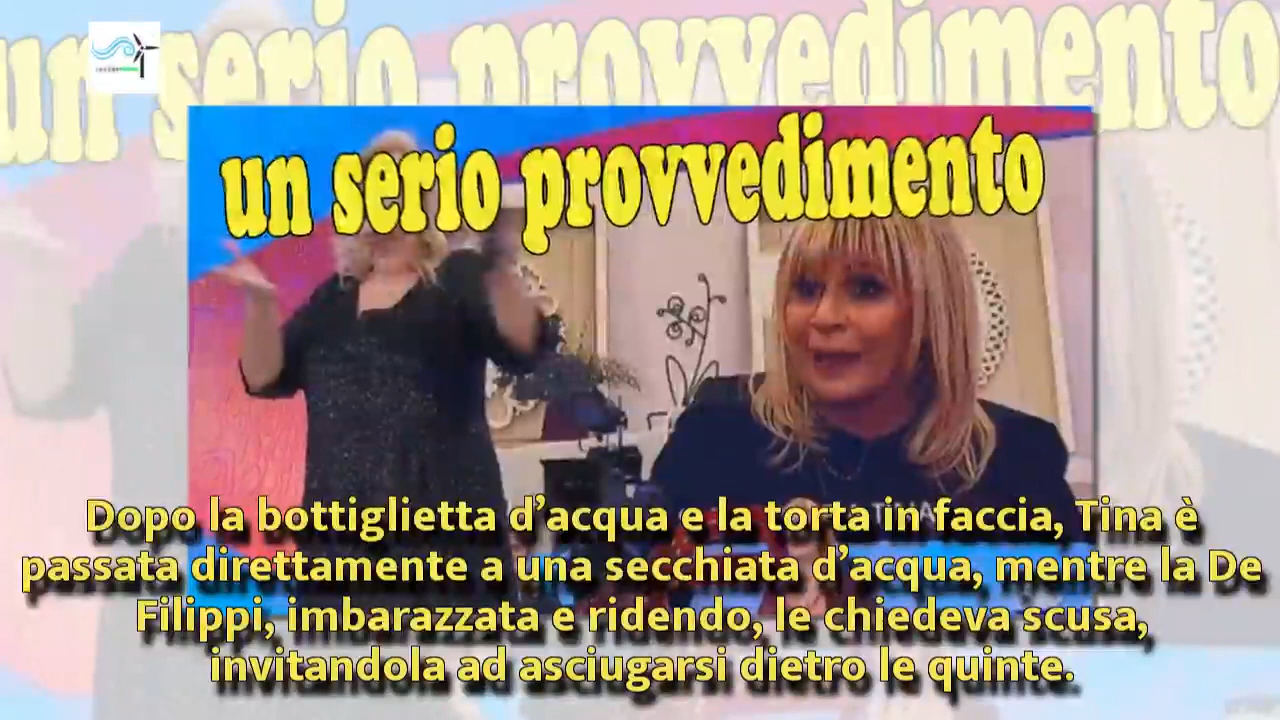 un serio provvedimento
un serio provvedimento
Dopo la bottiglietta d’acqua e la torta in faccia, Tina è
passata direttamente a una secchiata d’acqua, mentre la De
Filippi, imbarazzata e ridendo, le chiedeva scusa,
invitandola ad asciugarsi dietro le quinte.